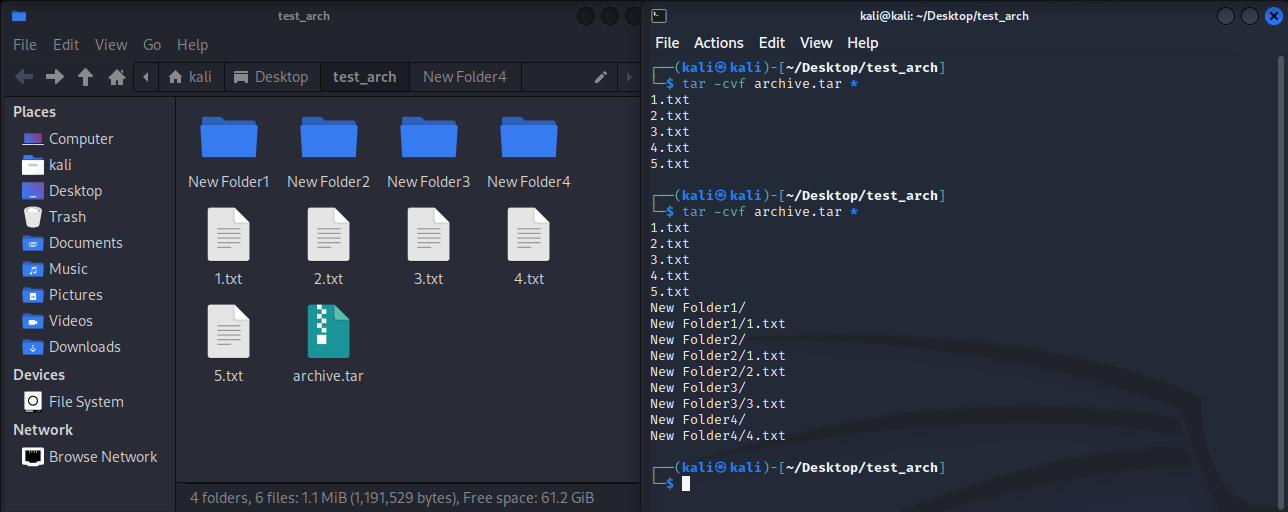 test_arch
File Edit View Go Help
kali Desktop test_arch New Folder4
Places
Computer
kali
Desktop
Trash
Documents
Music
Pictures
Videos
Downloads
Devices
File System
Network
Browse Network
New Folder1 New Folder2 New Folder3 New Folder4
1.txt 2.txt 3.txt 4.txt
5.txt archive.tar
4 folders, 6 files: 1.1 MiB (1,191,529 bytes), Free space: 61.2 GiB
kali@kali: ~/Desktop/test_arch
File Actions Edit View Help
┌──(kali㉿kali)-[~/Desktop/test_arch]
└─$ tar -cvf archive.tar *
1.txt
2.txt
3.txt
4.txt
5.txt
┌──(kali㉿kali)-[~/Desktop/test_arch]
└─$ tar -cvf archive.tar *
1.txt
2.txt
3.txt
4.txt
5.txt
New Folder1/
New Folder1/1.txt
New Folder2/
New Folder2/1.txt
New Folder2/2.txt
New Folder3/
New Folder3/3.txt
New Folder4/
New Folder4/4.txt
┌──(kali㉿kali)-[~/Desktop/test_arch]
└─$